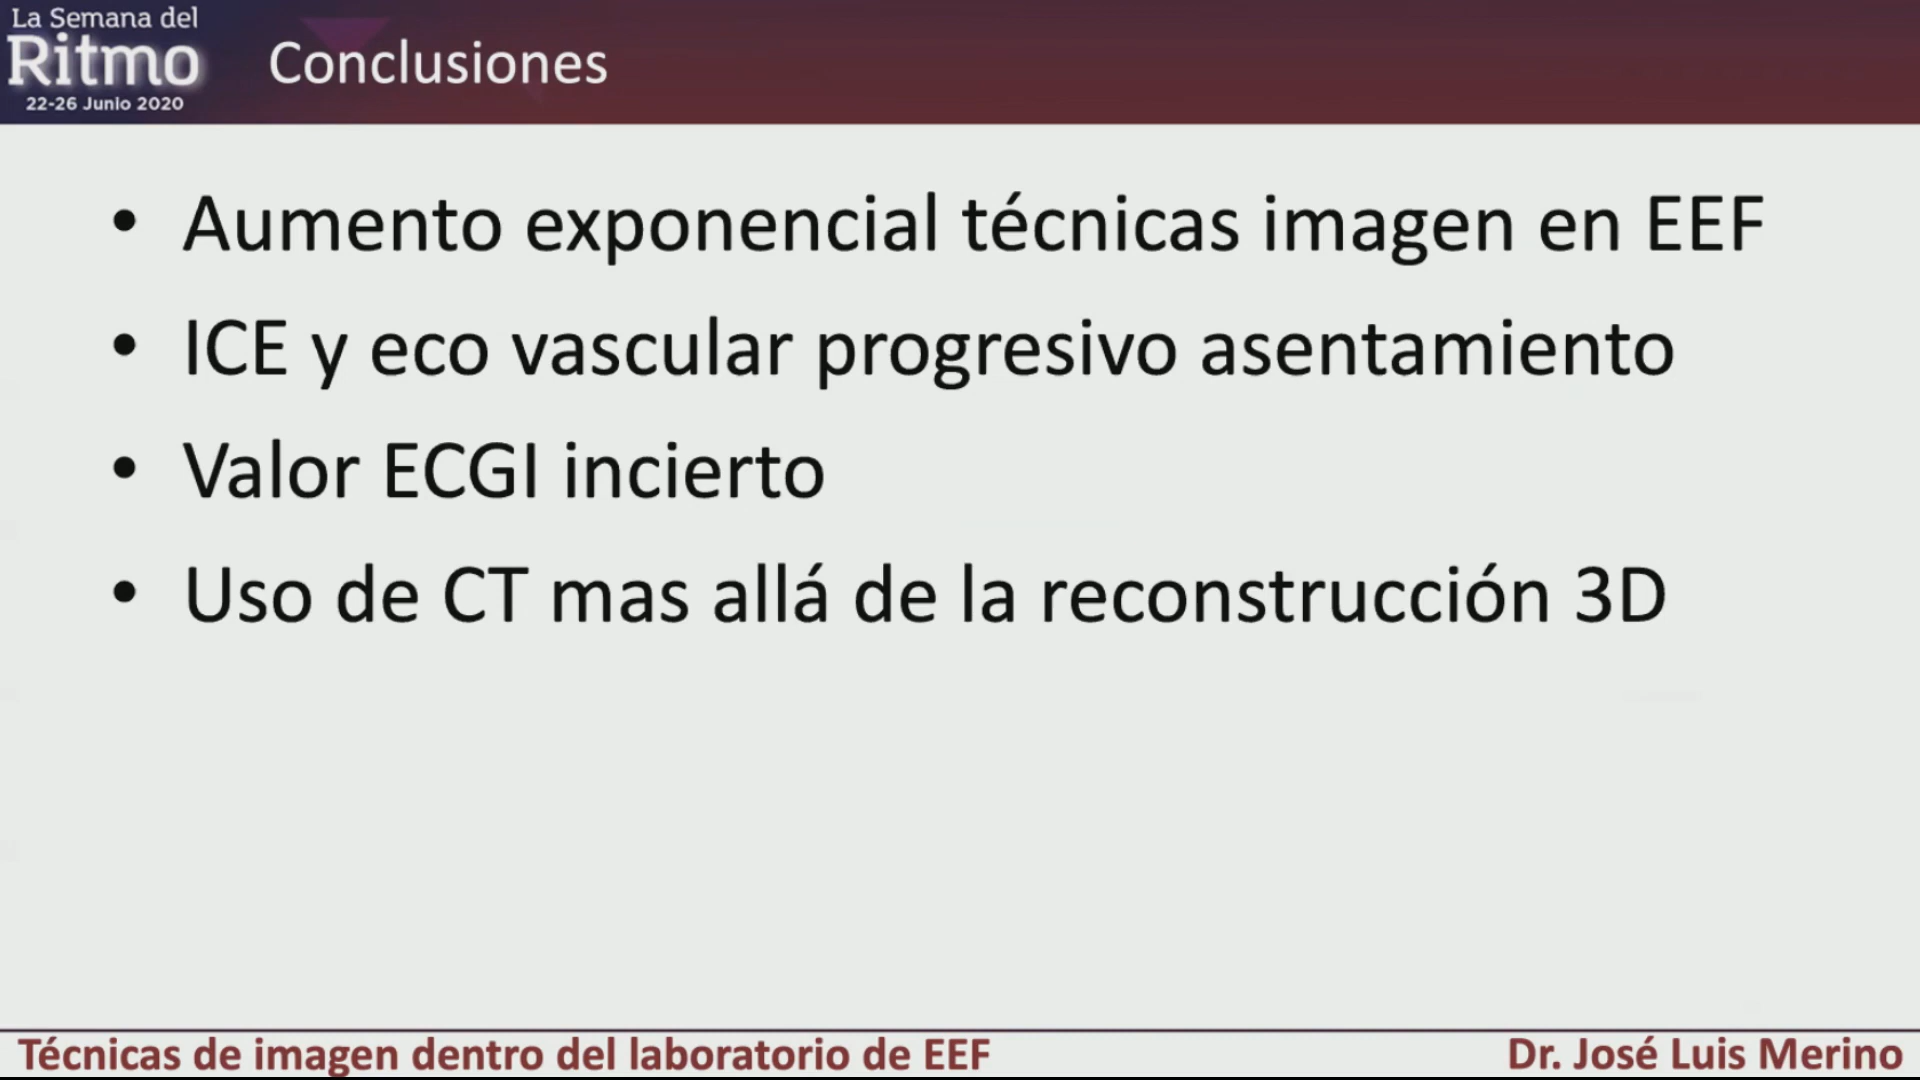 La Semana del
Ritmo
22-26 Junio 2020
Conclusiones
• Aumento exponencial técnicas imagen en EEF
• ICE y eco vascular progresivo asentamiento
• Valor ECGI incierto
• Uso de CT mas allá de la reconstrucción 3D
Técnicas de imagen dentro del laboratorio de EEF
Dr. José Luis Merino